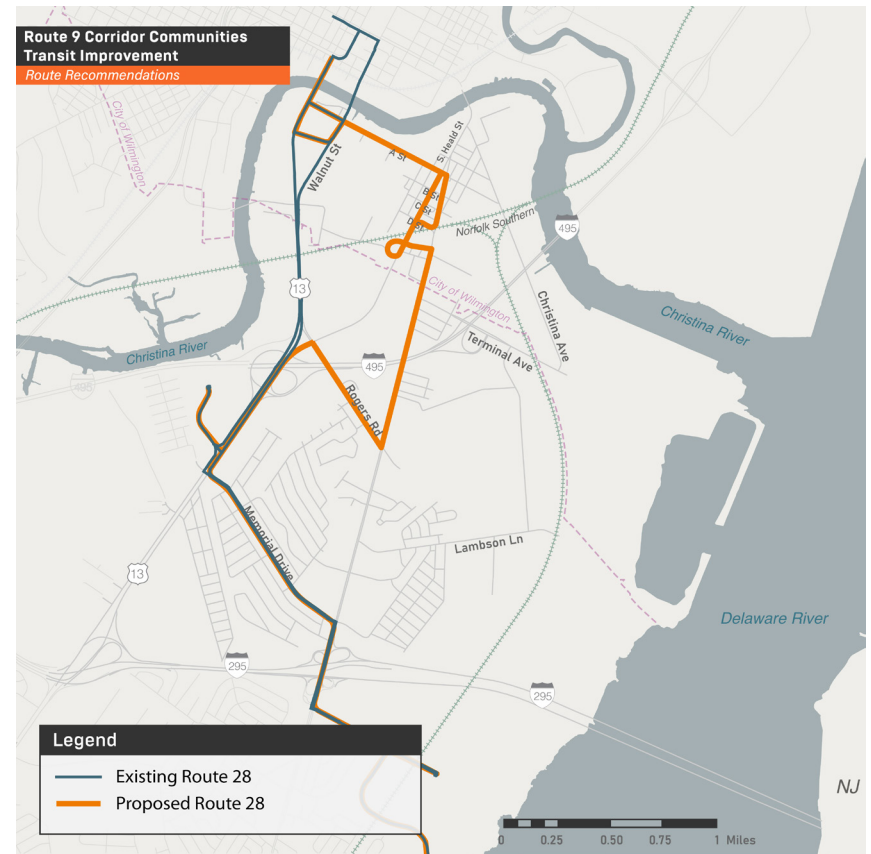 Route 9 Corridor Communities
Transit Improvement
Route Recommendations
City of Wilmington
Walnut St
A St
S. Heald St
B St
C St
D St
Norfolk Southern
495
13
City of Wilmington
Christina River
Christina Ave
Christina River
Terminal Ave
495
495
Rogers Rd
Memorial Drive
Lambson Ln
13
Delaware River
295
295
Legend
Existing Route 28
Proposed Route 28
NJ
0 0.25 0.50 0.75 1 Miles